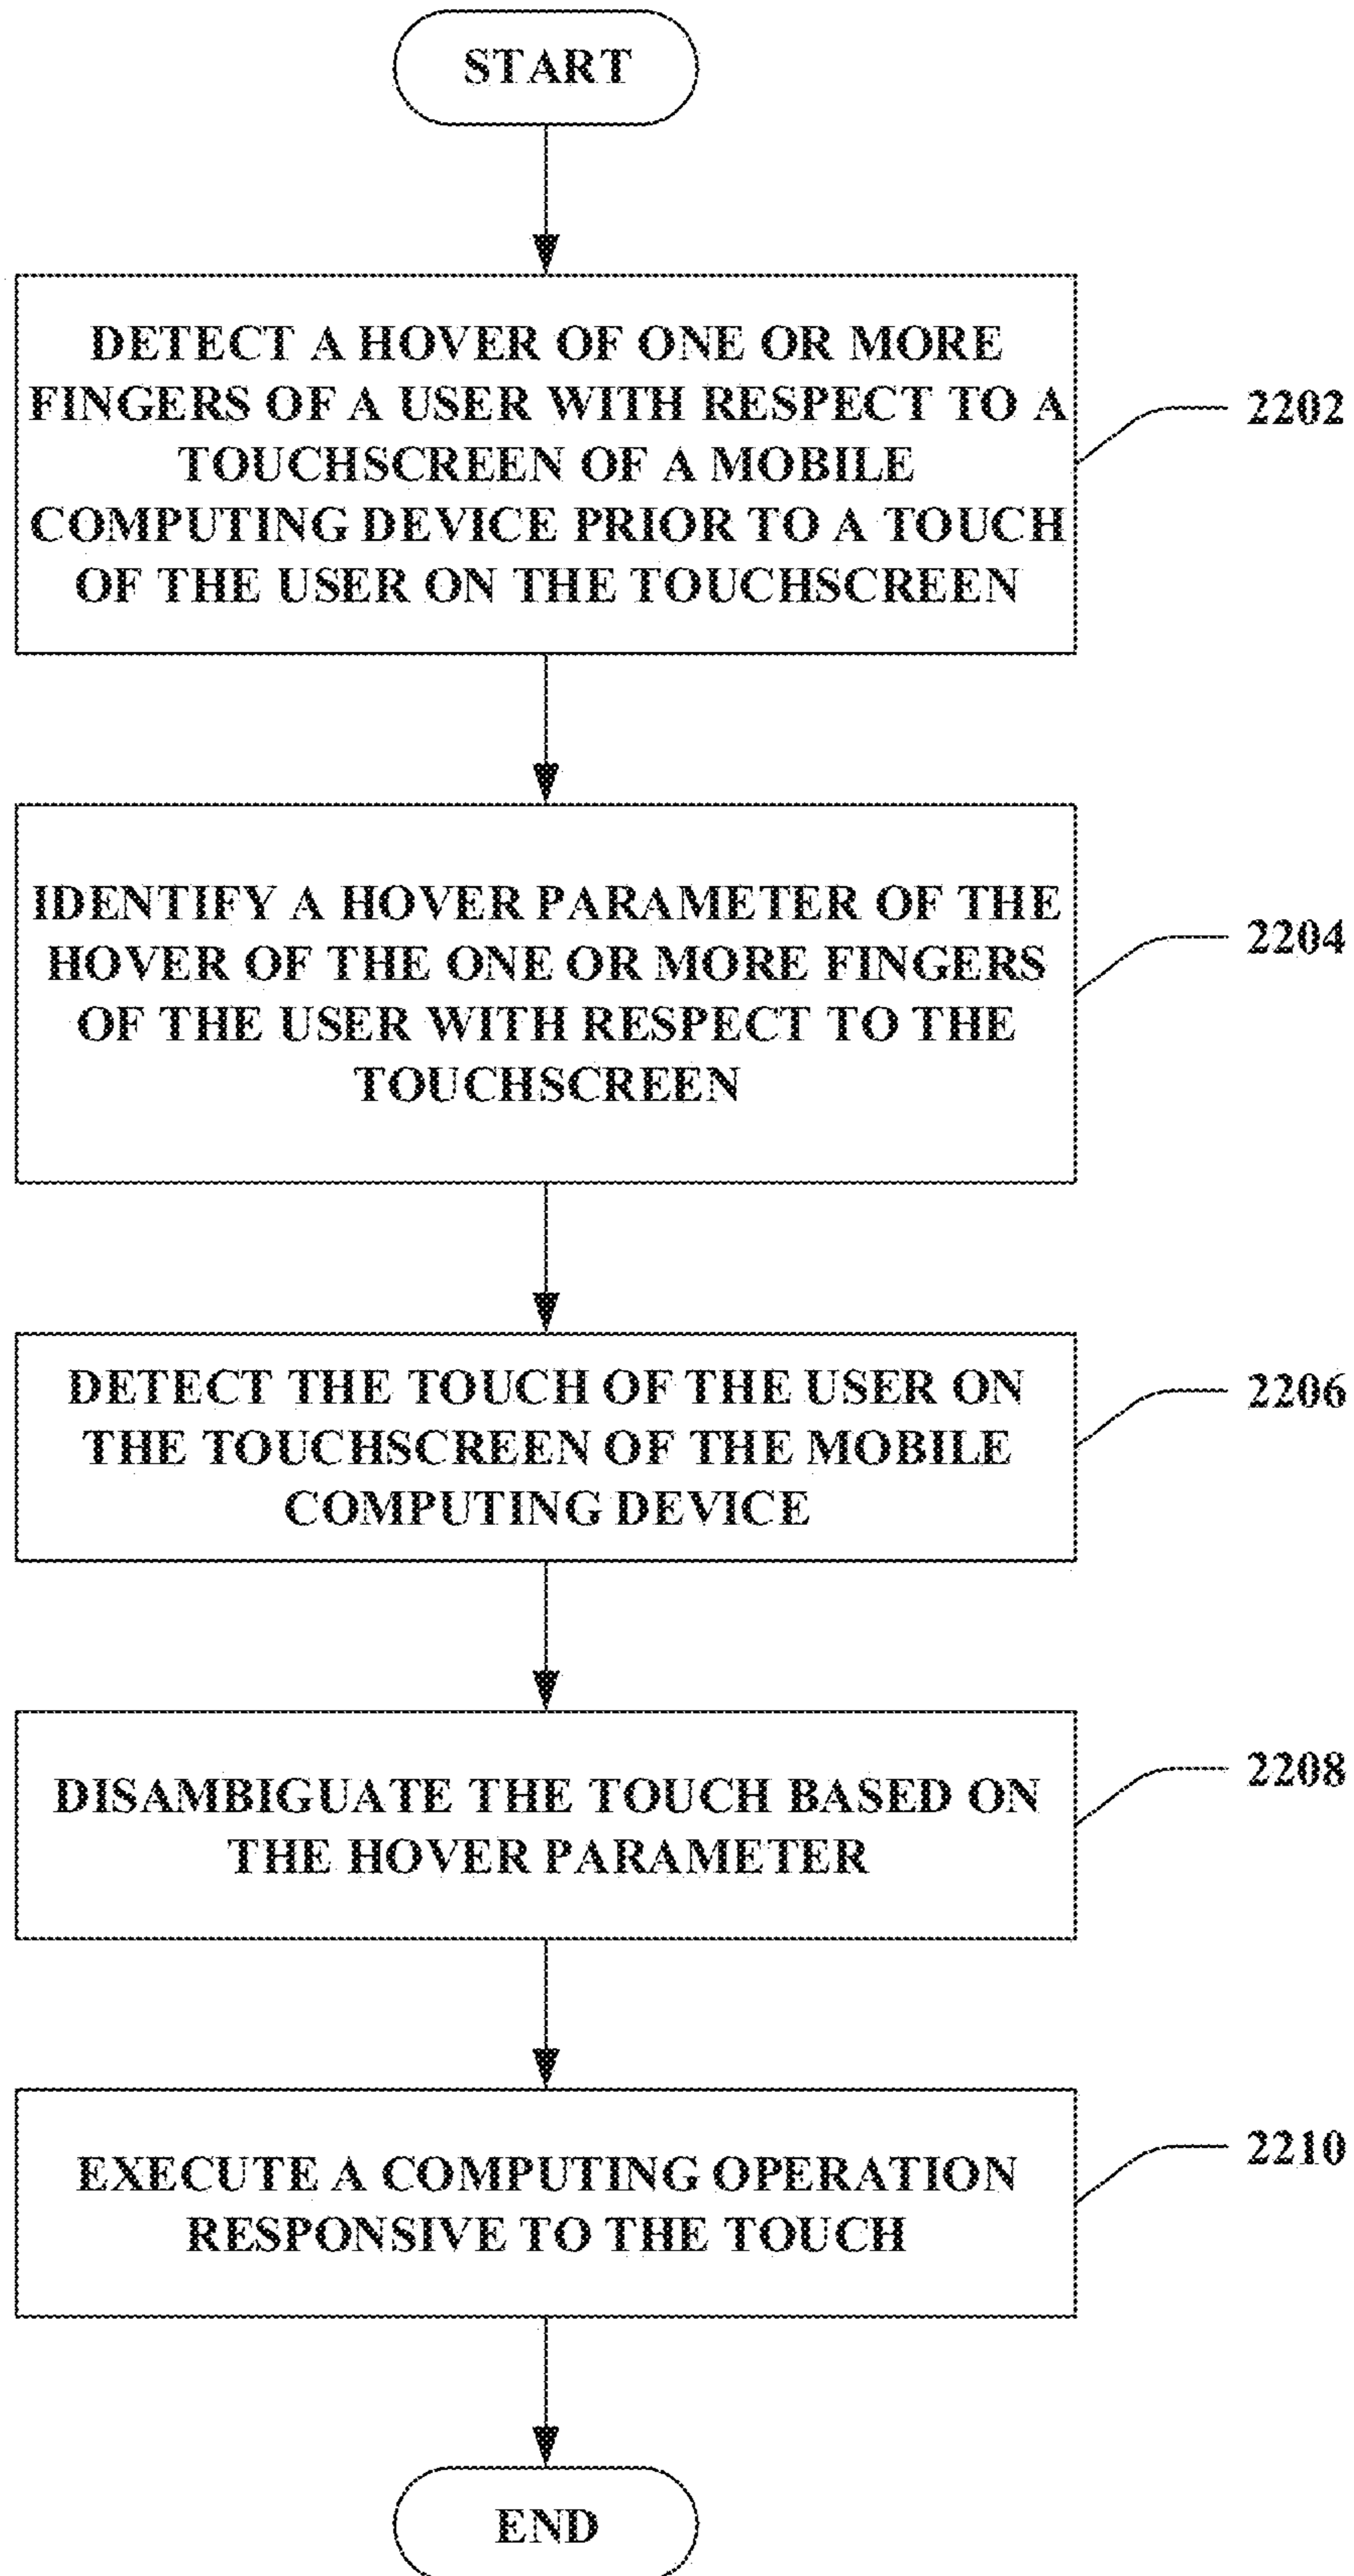 START
DETECT A HOVER OF ONE OR MORE
FINGERS OF A USER WITH RESPECT TO A
TOUCHSCREEN OF A MOBILE
COMPUTING DEVICE PRIOR TO A TOUCH
OF THE USER ON THE TOUCHSCREEN
2202
IDENTIFY A HOVER PARAMETER OF THE
HOVER OF THE ONE OR MORE FINGERS
OF THE USER WITH RESPECT TO THE
TOUCHSCREEN
2204
DETECT THE TOUCH OF THE USER ON
THE TOUCHSCREEN OF THE MOBILE
COMPUTING DEVICE
2206
DISAMBIGUATE THE TOUCH BASED ON
THE HOVER PARAMETER
2208
EXECUTE A COMPUTING OPERATION
RESPONSIVE TO THE TOUCH
2210
END